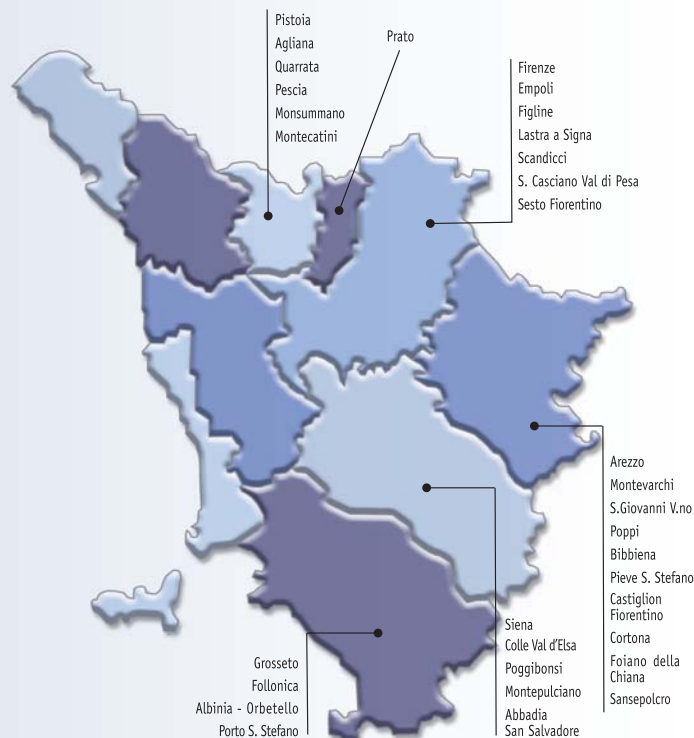 Pistoia
Agliana
Quarrata
Pescia
Monsummano
Montecatini
Prato
Firenze
Empoli
Figline
Lastra a Signa
Scandicci
S. Casciano Val di Pesa
Sesto Fiorentino
Arezzo
Montevarchi
S.Giovanni V.no
Poppi
Bibbiena
Pieve S. Stefano
Castiglion
Fiorentino
Cortona
Foiano della
Chiana
Sansepolcro
Siena
Colle Val d'Elsa
Poggibonsi
Montepulciano
Abbadia
San Salvadore
Grosseto
Follonica
Albinia - Orbetello
Porto S. Stefano